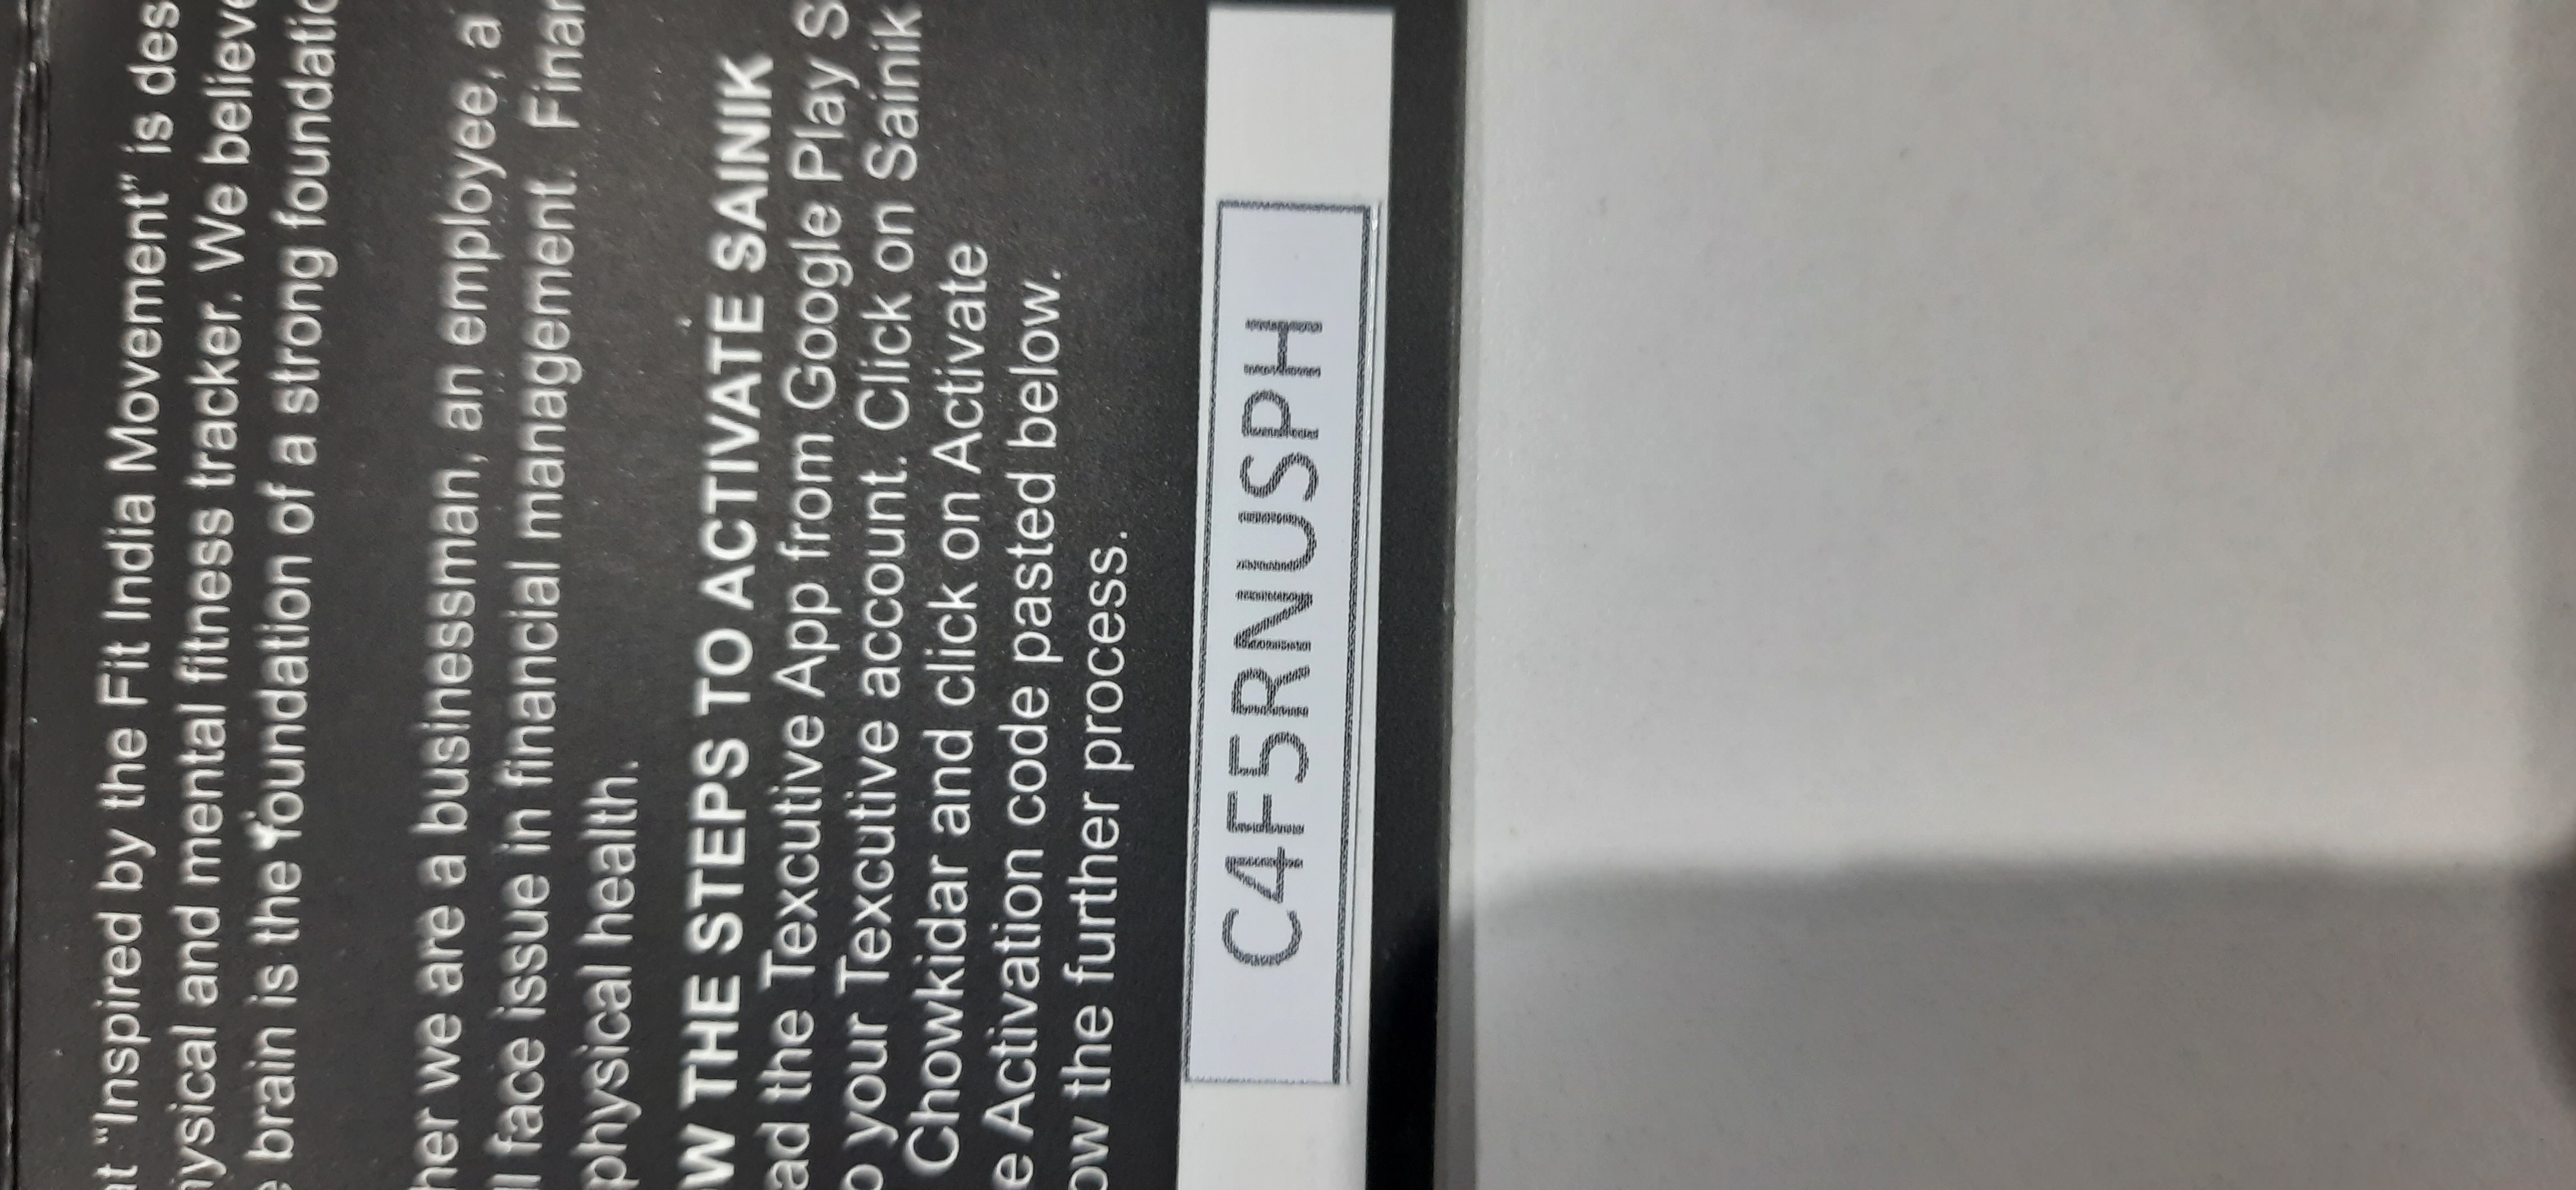 at “Inspired by the Fit India Movement” is des
ysical and mental fitness tracker. We believe
brain is the foundation of a strong foundatio
her we are a businessman, an employee, a
face issue in financial management. Finan
physical health.
OW THE STEPS TO ACTIVATE SAINIK
ad the Texcutive App from Google Play S
o your Texcutive account. Click on Sainik
Chowkidar and click on Activate
e Activation code pasted below.
ow the further process.
C4F5RNUSPH